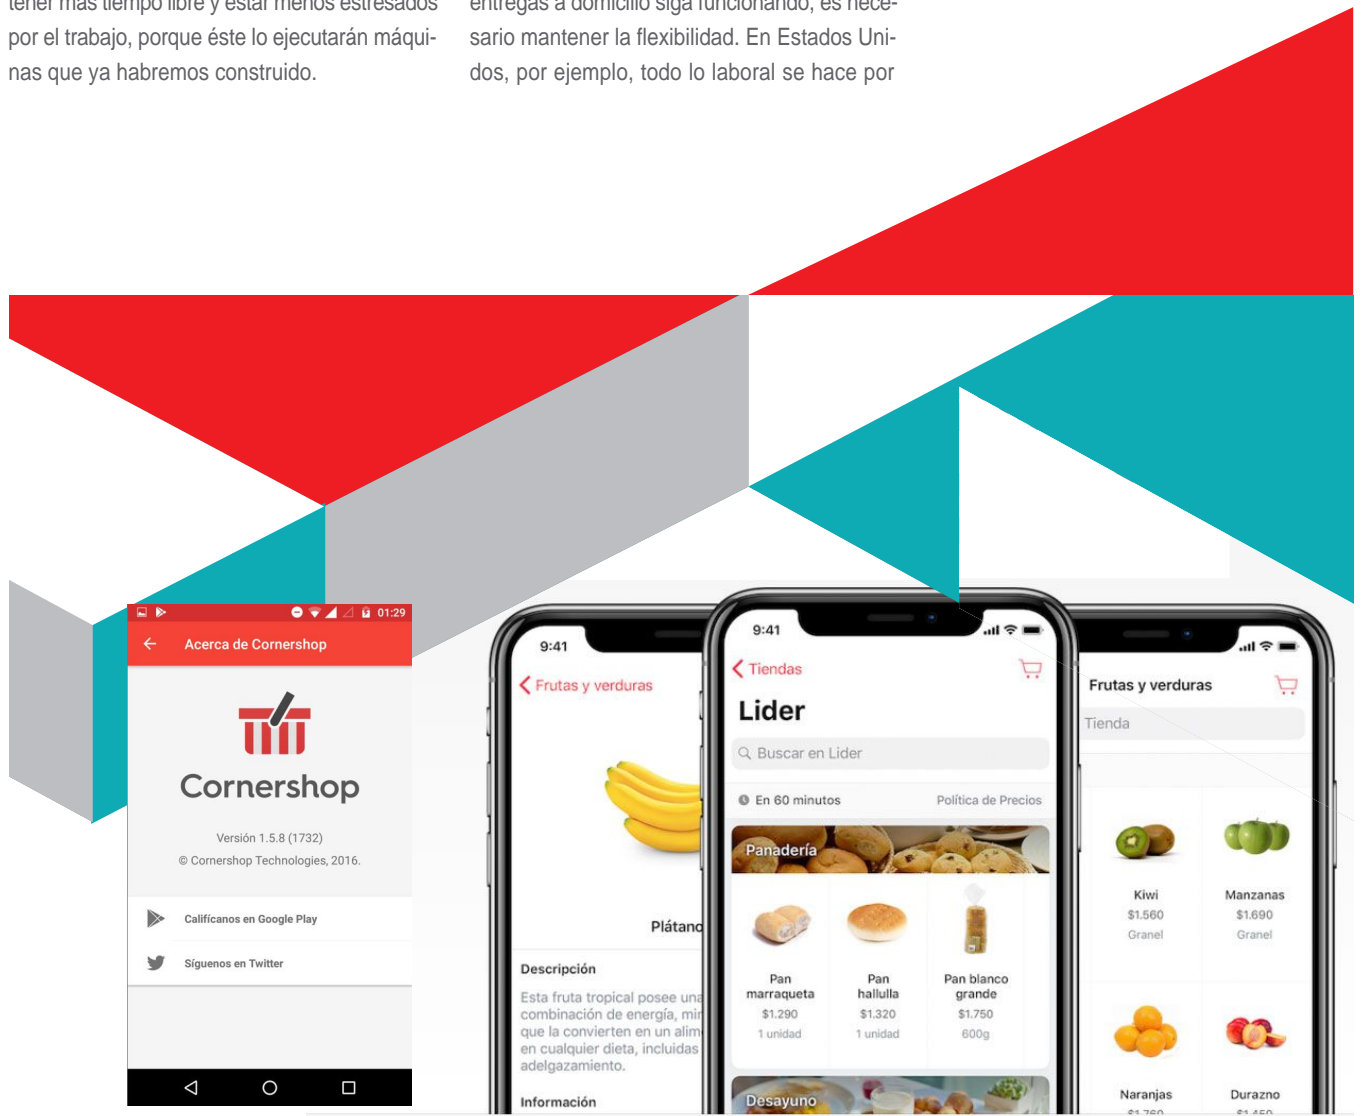 tener más tiempo libre y estar menos estresados
por el trabajo, porque éste lo ejecutarán máqui-
nas que ya habremos construido.
entregas a domicilio siga funcionando, es nece-
sario mantener la flexibilidad. En Estados Uni-
dos, por ejemplo, todo lo laboral se hace por
01:29
Acerca de Cornershop
Cornershop
Versión 1.5.8 (1732)
© Cornershop Technologies, 2016.
Califícanos en Google Play
Síguenos en Twitter
9:41
Frutas y verduras
Plátano
Descripción
Esta fruta tropical posee una
combinación de energía, min
que la convierten en un alim
en cualquier dieta, incluidas
adelgazamiento.
Información
9:41
Tiendas
Lider
Buscar en Lider
En 60 minutos
Política de Precios
Panadería
Pan
marraqueta
$1.290
1 unidad
Pan
hallulla
$1.320
1 unidad
Pan blanco
grande
$1.750
600g
Desayuno
Frutas y verduras
Tienda
Kiwi
$1.560
Granel
Manzanas
$1.690
Granel
Naranjas
$1.760
Durazno
$1.450